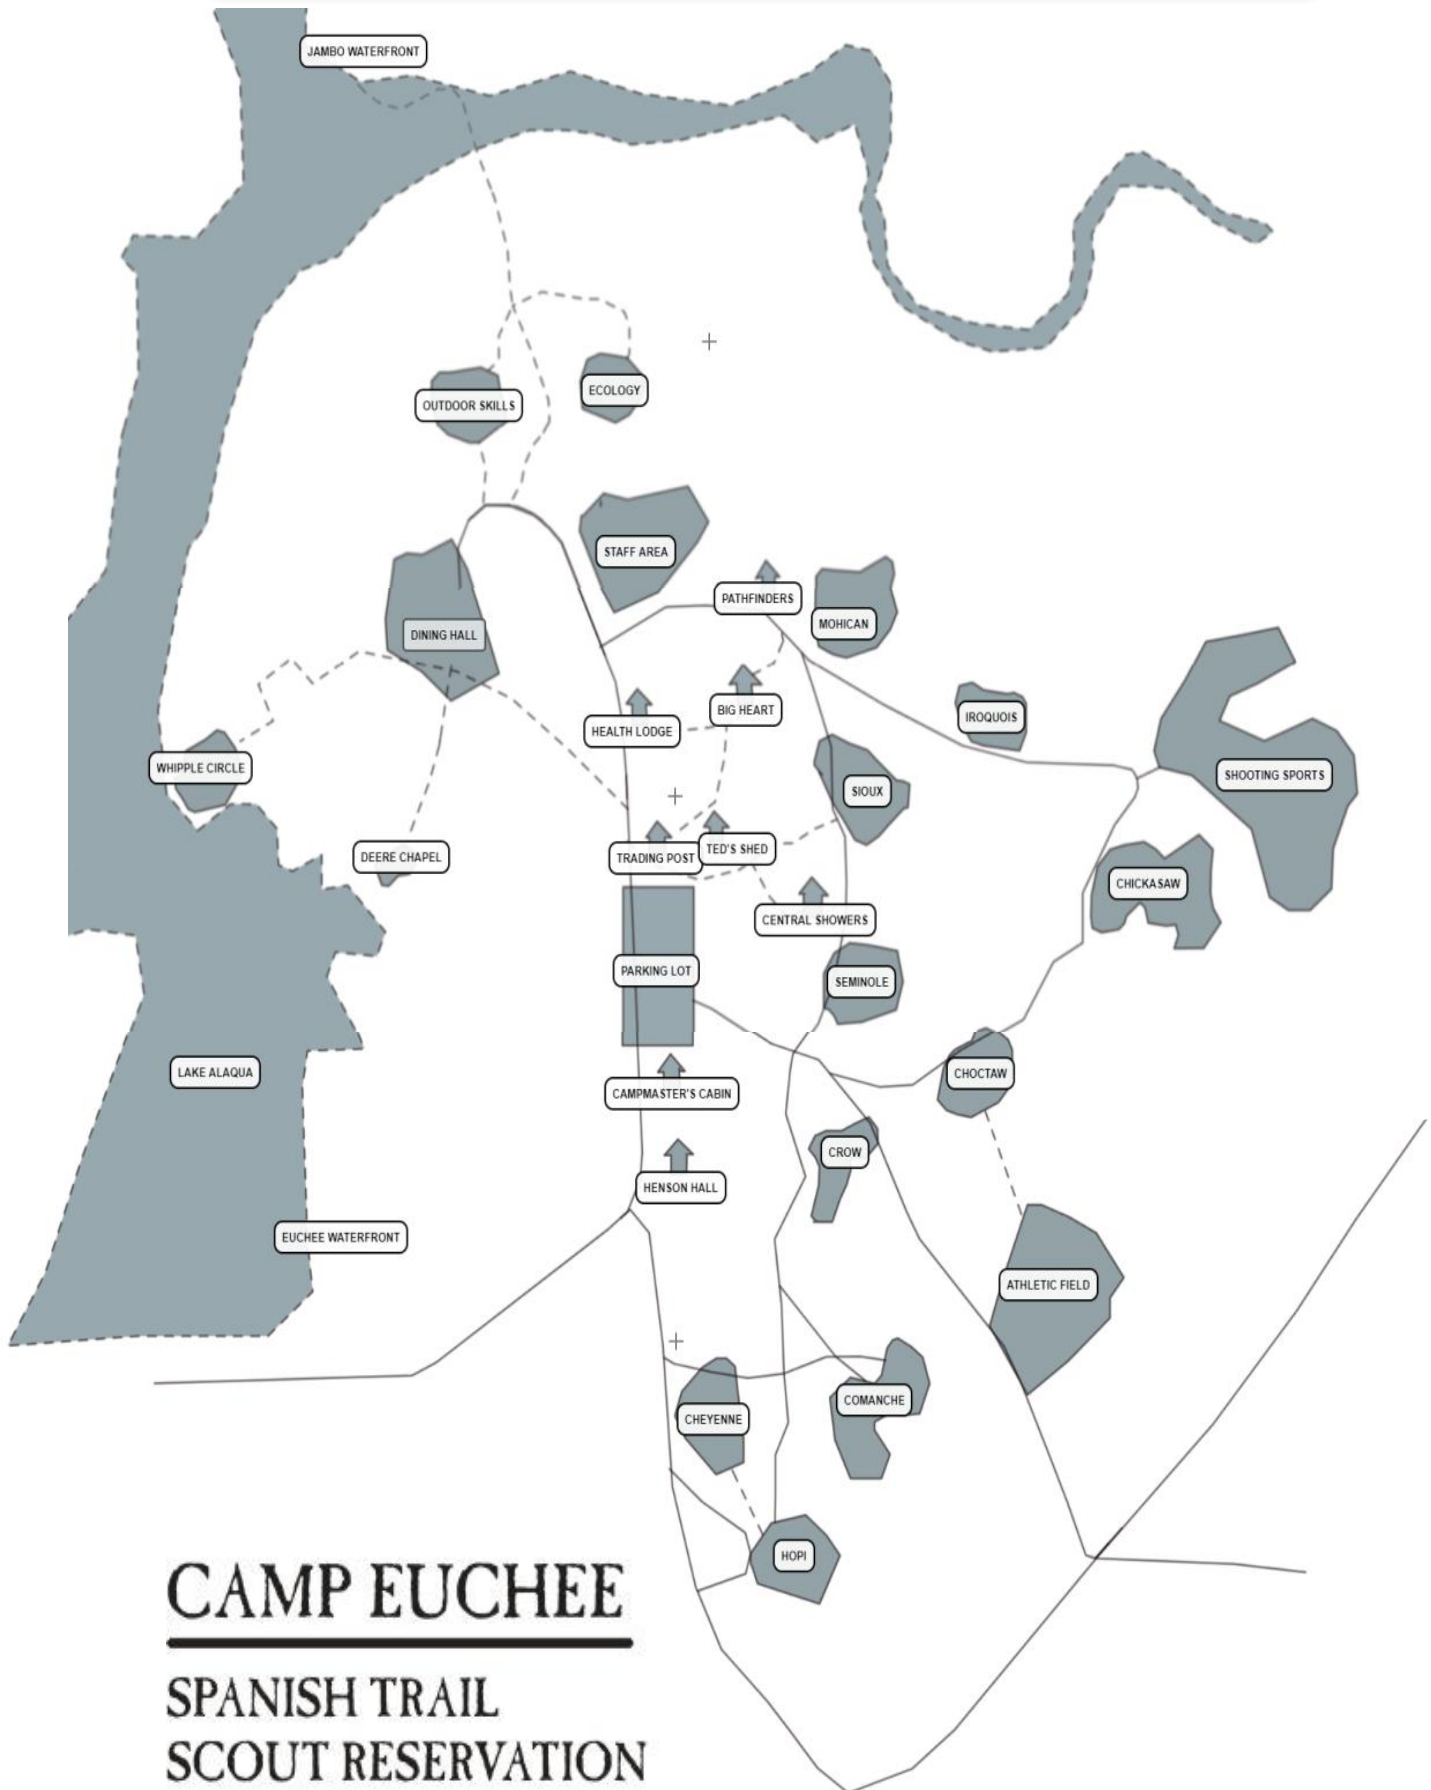 JAMBO WATERFRONT
ECOLOGY
OUTDOOR SKILLS
STAFF AREA
PATHFINDERS
MOHICAN
DINING HALL
BIG HEART
IROQUOIS
HEALTH LODGE
WHIPPLE CIRCLE
SHOOTING SPORTS
SIOUX
DEERE CHAPEL
TRADING POST
TED'S SHED
CHICKASAW
CENTRAL SHOWERS
PARKING LOT
SEMINOLE
LAKE ALAQUA
CHOCTAW
CAMPMASTER'S CABIN
CROW
HENSON HALL
EUCHEE WATERFRONT
ATHLETIC FIELD
COMANCHE
CHEYENNE
HOPI
CAMP EUCHEE
SPANISH TRAIL
SCOUT RESERVATION